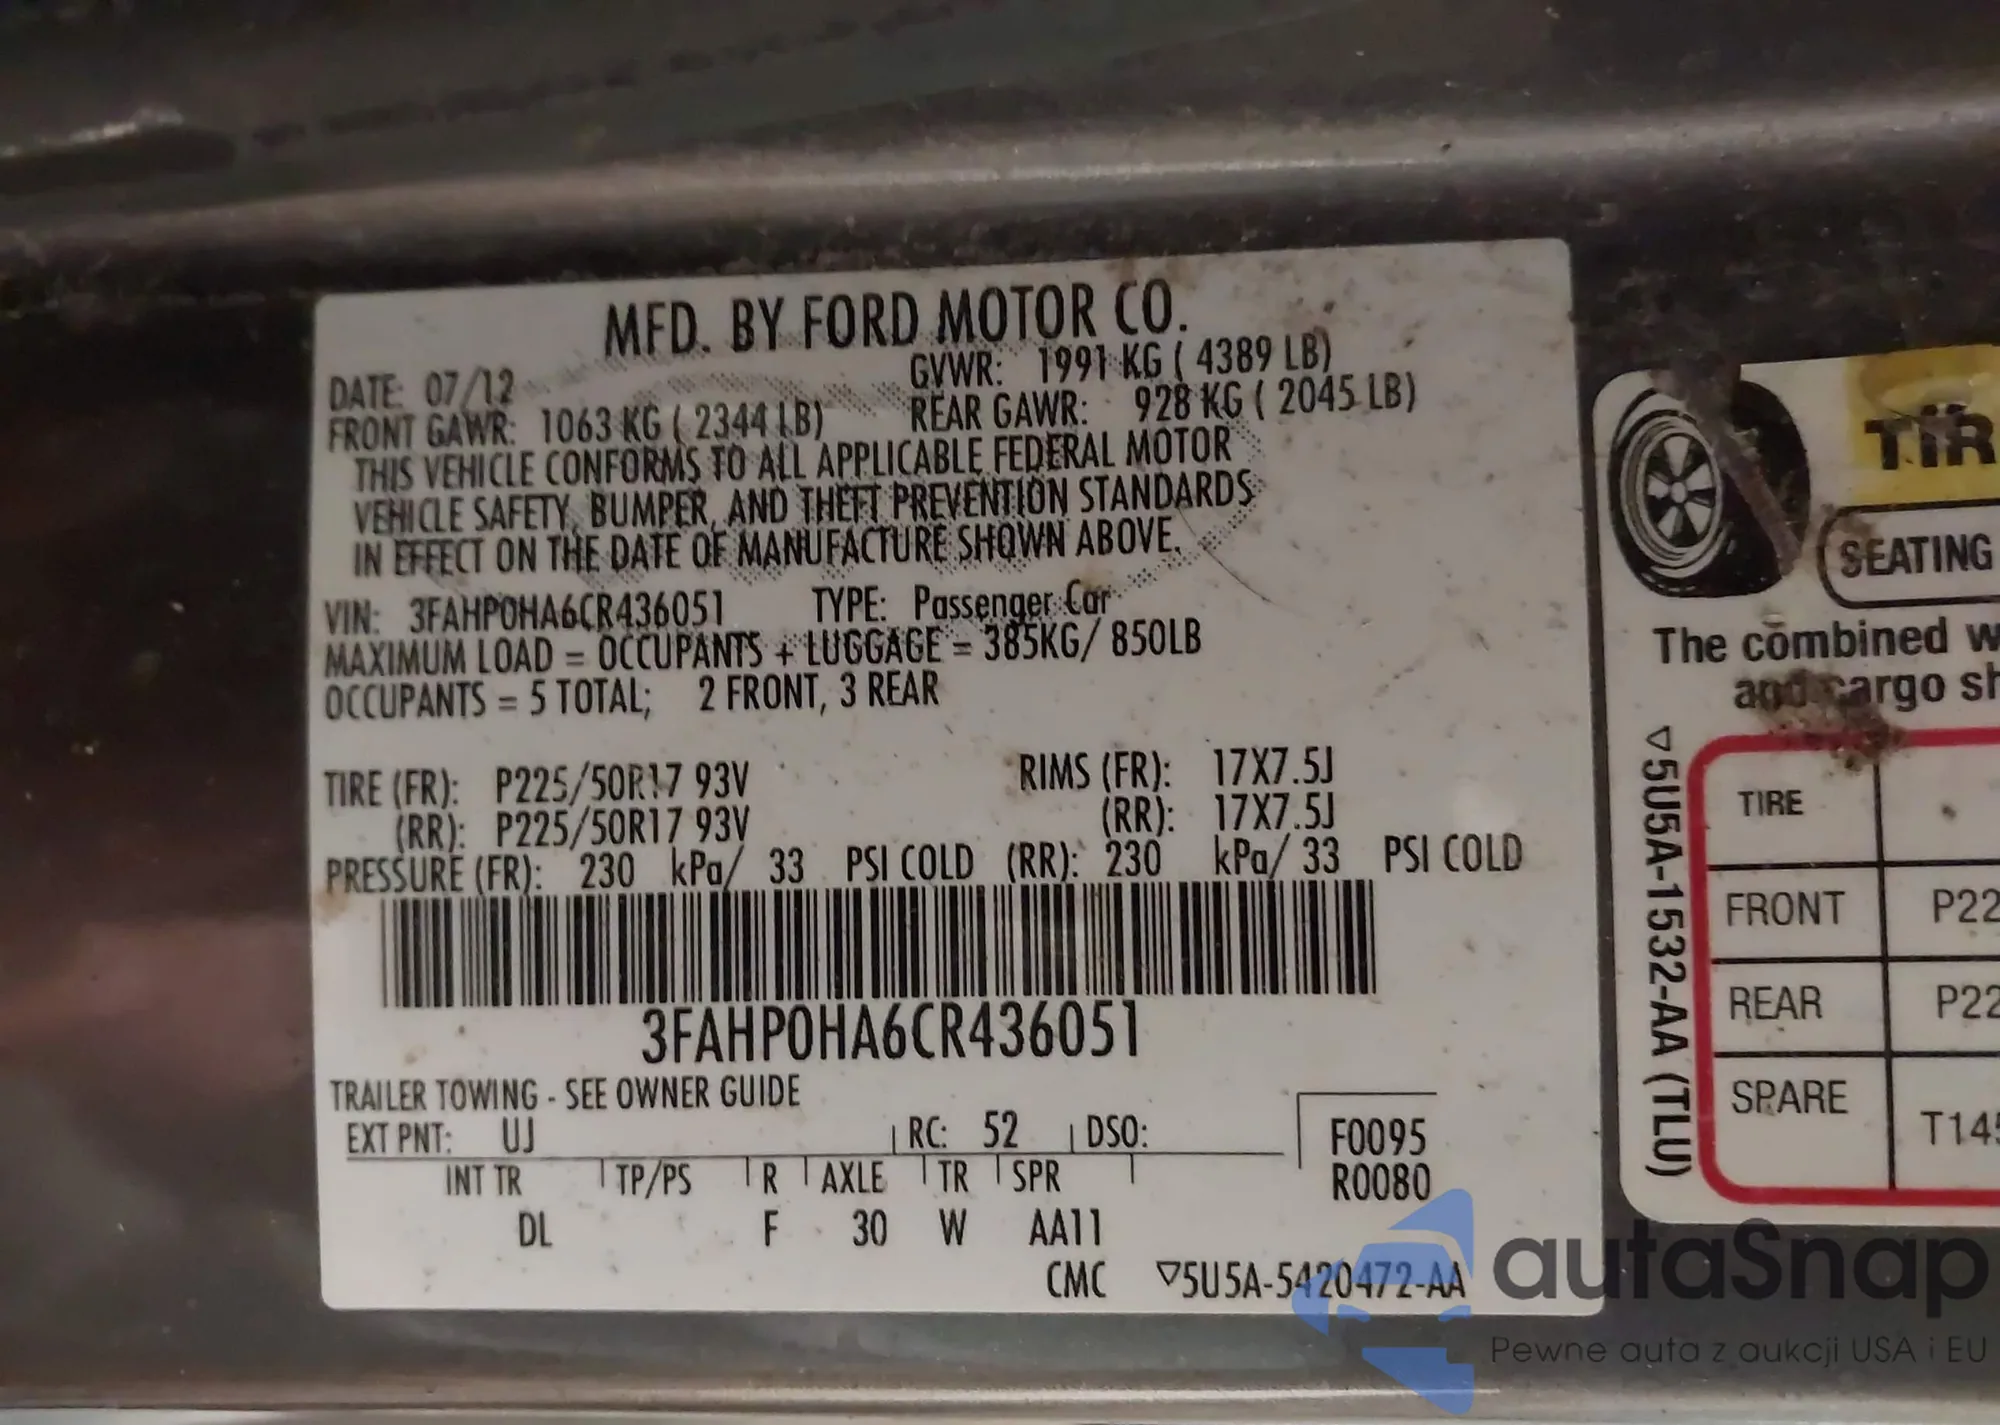 MFD. BY FORD MOTOR CO.
DATE: 07/12 GVWR: 1991 KG ( 4389 LB)
FRONT GAWR: 1063 KG ( 2344 LB) REAR GAWR: 928 KG ( 2045 LB)
THIS VEHICLE CONFORMS TO ALL APPLICABLE FEDERAL MOTOR
VEHICLE SAFETY, BUMPER, AND THEFT PREVENTION STANDARDS
IN EFFECT ON THE DATE OF MANUFACTURE SHOWN ABOVE.
VIN: 3FAHP0HA6CR436051 TYPE: Passenger Car
MAXIMUM LOAD = OCCUPANTS + LUGGAGE = 385KG/ 850LB
OCCUPANTS = 5 TOTAL; 2 FRONT, 3 REAR
TIRE (FR): P225/50R17 93V RIMS (FR): 17X7.5J
(RR): P225/50R17 93V (RR): 17X7.5J
PRESSURE (FR): 230 kPa/ 33 PSI COLD (RR): 230 kPa/ 33 PSI COLD
3FAHP0HA6CR436051
TRAILER TOWING - SEE OWNER GUIDE
EXT PNT: UJ RC: 52 DSO: F0095
INT TR TP/PS R AXLE TR SPR R0080
DL F 30 W AA11
CMC ▽5U5A-5420472-AA
TIR
SEATING
The combined w
and cargo sh
▽5U5A-1532-AA (TLU)
TIRE
FRONT P22
REAR P22
SPARE T145
autaSnap
Pewne auta z aukcji USA i EU